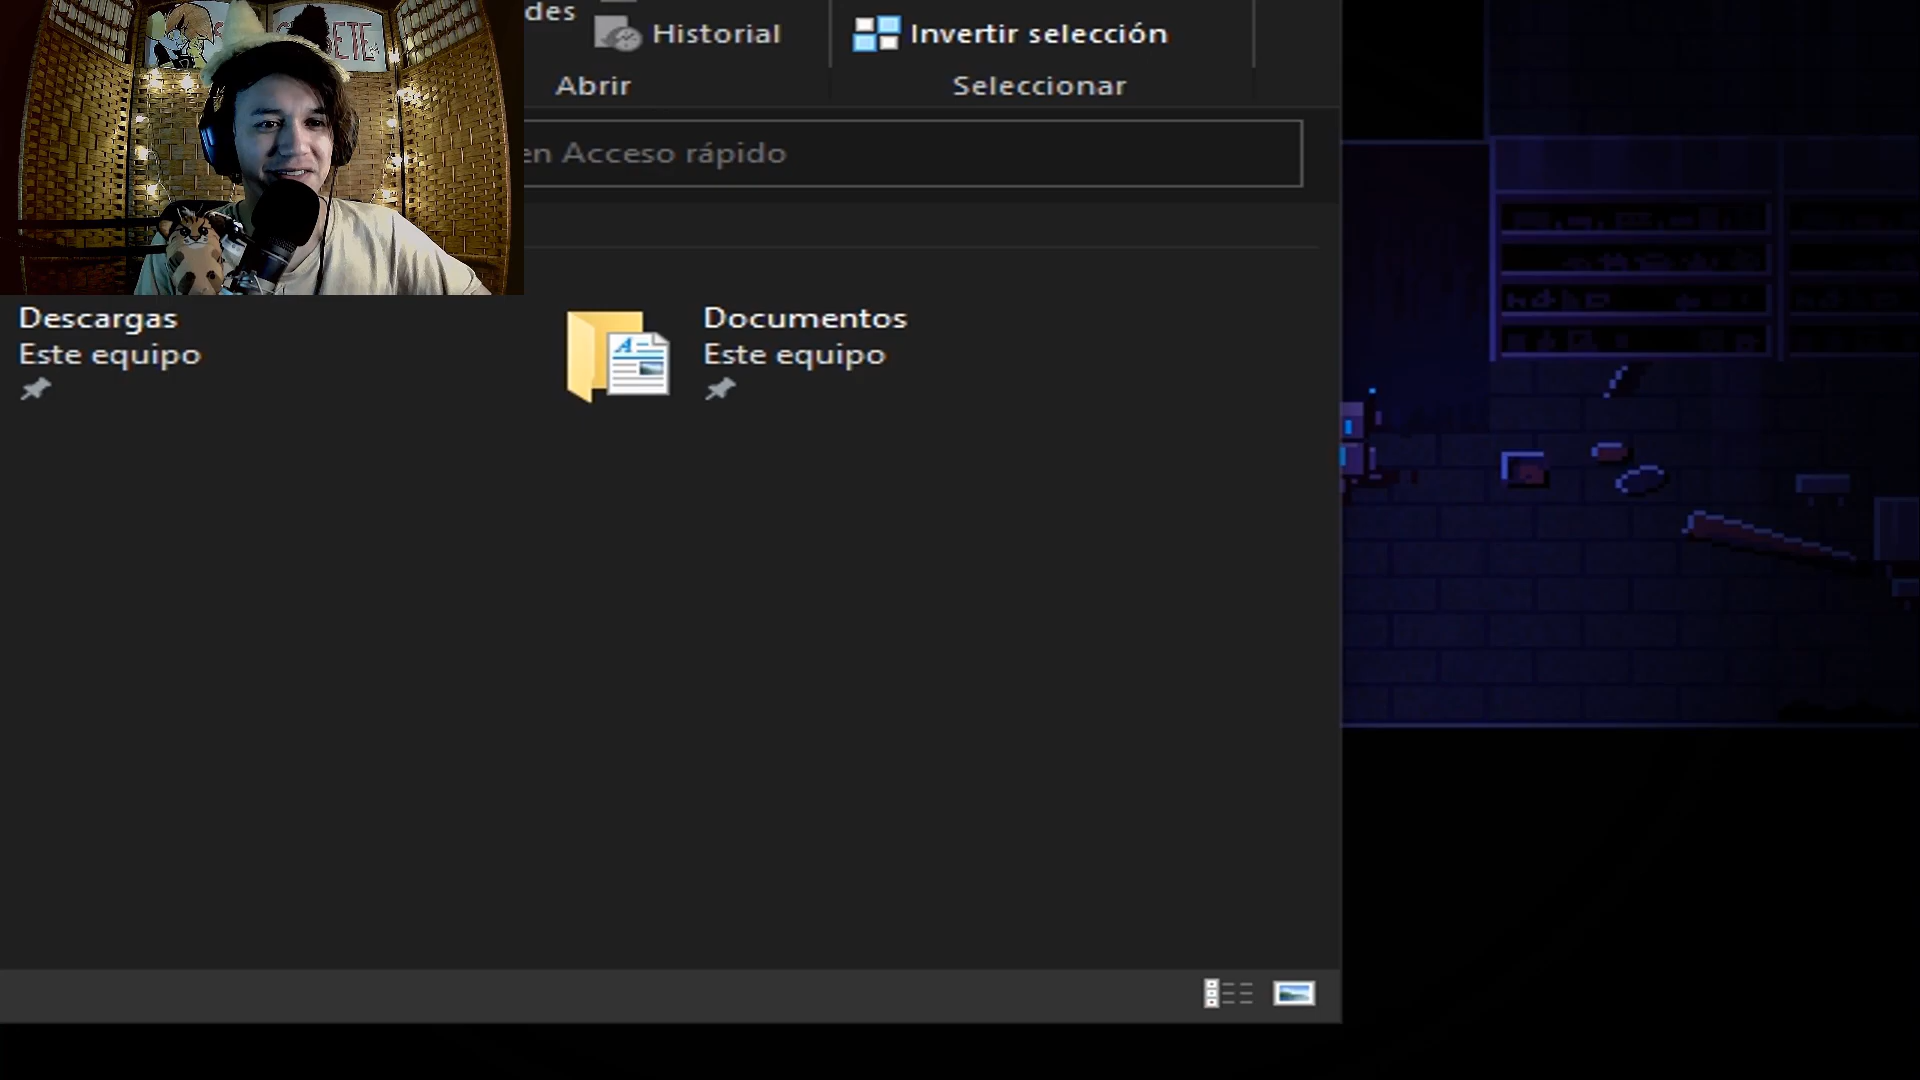 des
Historial
Invertir selección
Abrir
Seleccionar
en Acceso rápido
Descargas
Este equipo
Documentos
Este equipo